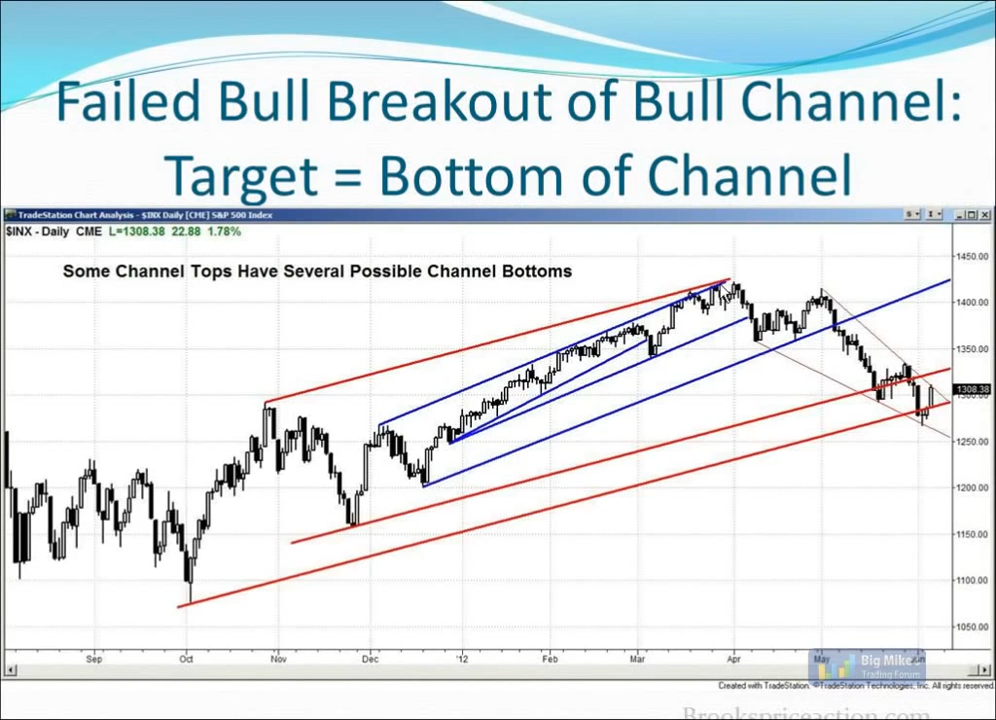 Failed Bull Breakout of Bull Channel:
Target = Bottom of Channel
TradeStation Chart Analysis - $INX Daily [CME] S&P 500 Index
$INX - Daily CME L=1308.38 22.88 1.78%
Some Channel Tops Have Several Possible Channel Bottoms
1450.00
1400.00
1350.00
1308.38
1250.00
1200.00
1150.00
1100.00
1050.00
Sep Oct Nov Dec '12 Feb Mar Apr May Jun
Big Mike's
Trading Forum
Created with TradeStation. ©TradeStation Technologies, Inc. All rights reserved.
Brookspriceaction.com